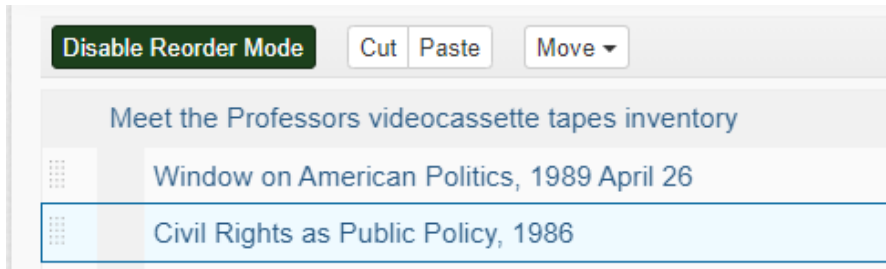 Disable Reorder Mode Cut Paste Move
Meet the Professors videocassette tapes inventory
Window on American Politics, 1989 April 26
Civil Rights as Public Policy, 1986